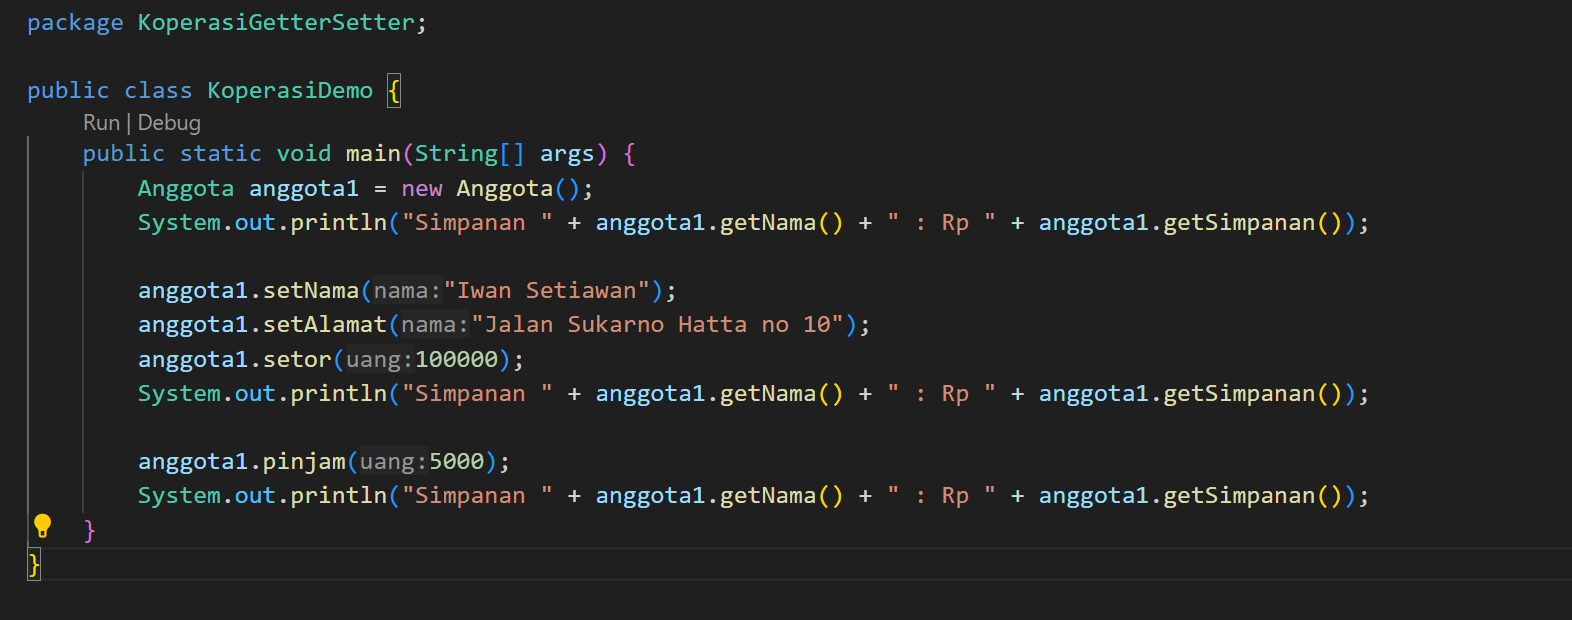 package KoperasiGetterSetter;
public class KoperasiDemo {
Run | Debug
public static void main(String[] args) {
Anggota anggota1 = new Anggota();
System.out.println("Simpanan " + anggota1.getNama() + " : Rp " + anggota1.getSimpanan());
anggota1.setNama(nama:"Iwan Setiawan");
anggota1.setAlamat(nama:"Jalan Sukarno Hatta no 10");
anggota1.setor(uang:100000);
System.out.println("Simpanan " + anggota1.getNama() + " : Rp " + anggota1.getSimpanan());
anggota1.pinjam(uang:5000);
System.out.println("Simpanan " + anggota1.getNama() + " : Rp " + anggota1.getSimpanan());
}
}